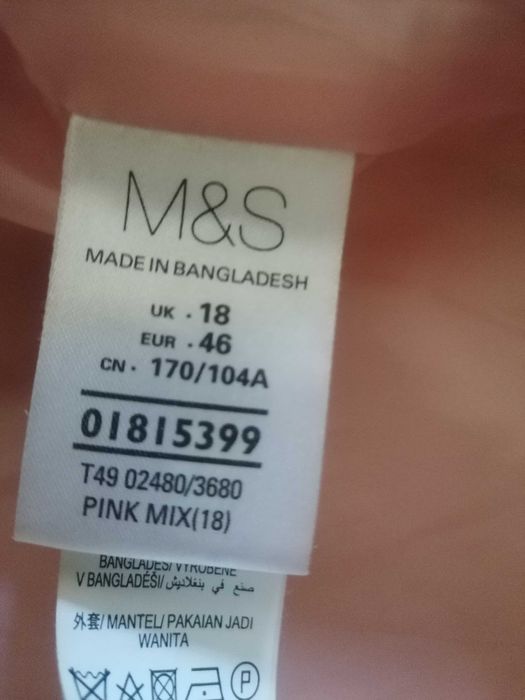 M&S
MADE IN BANGLADESH
UK · 18
EUR · 46
CN · 170/104A
01815399
T49 02480/3680
PINK MIX(18)
BANGLADEŠ/ VYROBENÉ
V BANGLADÉŠI/ صنع في بنغلاديش
外套/ MANTEL/ PAKAIAN JADI
WANITA
P